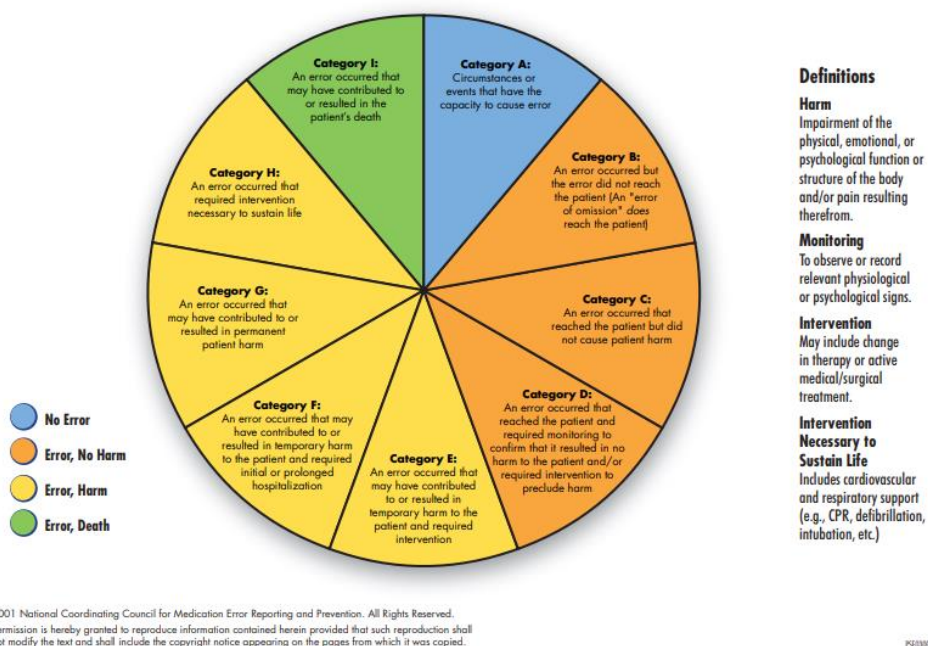 Category I:
An error occurred that
may have contributed to
or resulted in the
patient's death
Category A:
Circumstances or
events that have the
capacity to cause error
Category B:
An error occurred but
the error did not reach
the patient (An "error
of omission" does
reach the patient)
Category C:
An error occurred that
reached the patient but did
not cause patient harm
Category D:
An error occurred that
reached the patient and
required monitoring to
confirm that it resulted in no
harm to the patient and/or
required intervention to
preclude harm
Category E:
An error occurred that
may have contributed
to or resulted in
temporary harm to the
patient and required
intervention
Category F:
An error occurred that may
have contributed to or
resulted in temporary harm
to the patient and required
initial or prolonged
hospitalization
Category G:
An error occurred that
may have contributed to or
resulted in permanent
patient harm
Category H:
An error occurred that
required intervention
necessary to sustain life
No Error
Error, No Harm
Error, Harm
Error, Death
Definitions
Harm
Impairment of the
physical, emotional, or
psychological function or
structure of the body
and/or pain resulting
therefrom.
Monitoring
To observe or record
relevant physiological
or psychological signs.
Intervention
May include change
in therapy or active
medical/surgical
treatment.
Intervention
Necessary to
Sustain Life
Includes cardiovascular
and respiratory support
(e.g., CPR, defibrillation,
intubation, etc.)
001 National Coordinating Council for Medication Error Reporting and Prevention. All Rights Reserved.
ermission is hereby granted to reproduce information contained herein provided that such reproduction shall
ot modify the text and shall include the copyright notice appearing on the pages from which it was copied.